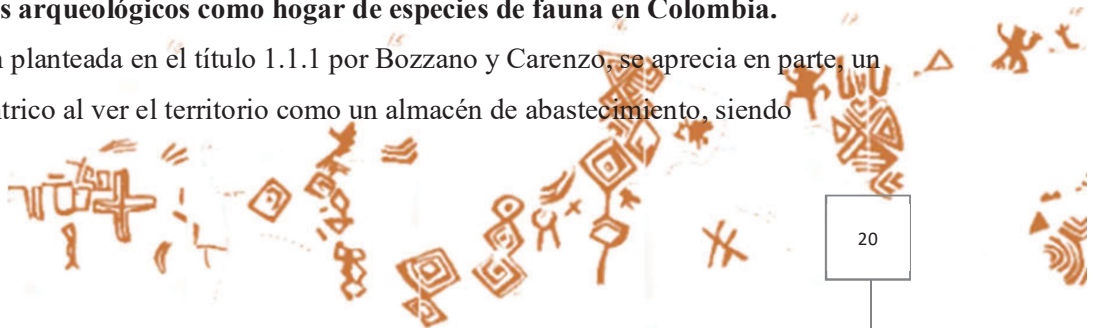 s arqueológicos como hogar de especies de fauna en Colombia.
n planteada en el título 1.1.1 por Bozzano y Carenzo, se aprecia en parte, un
trico al ver el territorio como un almacén de abastecimiento, siendo
20